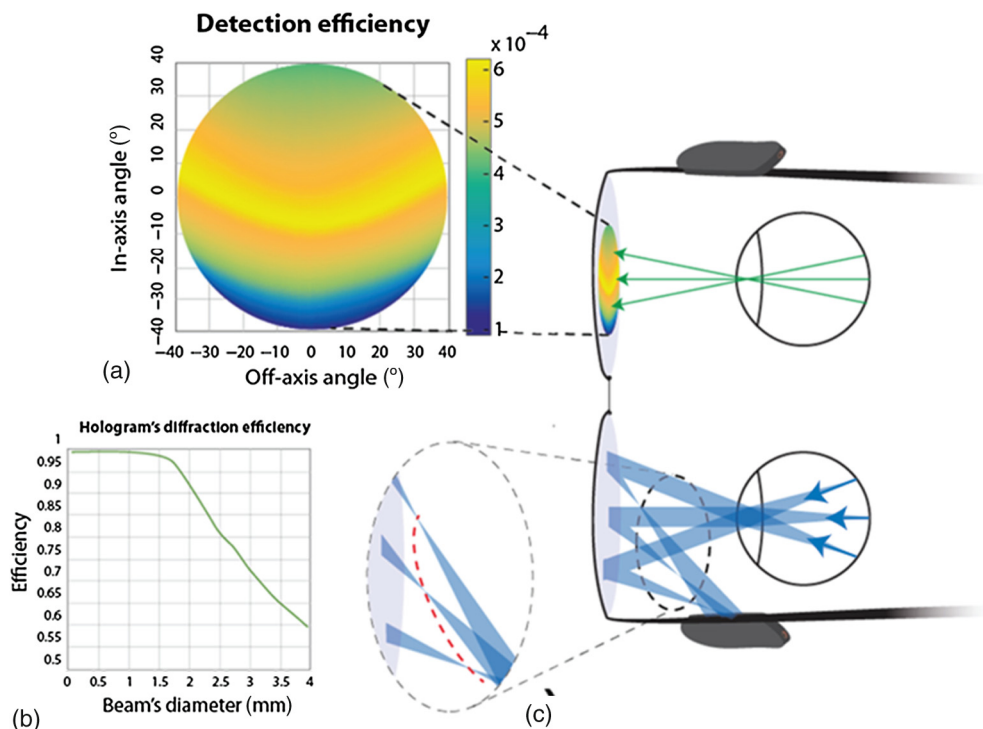 Detection efficiency
x 10⁻⁴
In-axis angle (°)
40
30
20
10
0
−10
−20
−30
−40
6
5
4
3
2
1
−40 −30 −20 −10 0 10 20 30 40
Off-axis angle (°)
(a)
Hologram's diffraction efficiency
Efficiency
1
0.95
0.9
0.85
0.8
0.75
0.7
0.65
0.6
0.55
0.5
0 0.5 1 1.5 2 2.5 3 3.5 4
Beam's diameter (mm)
(b)
(c)